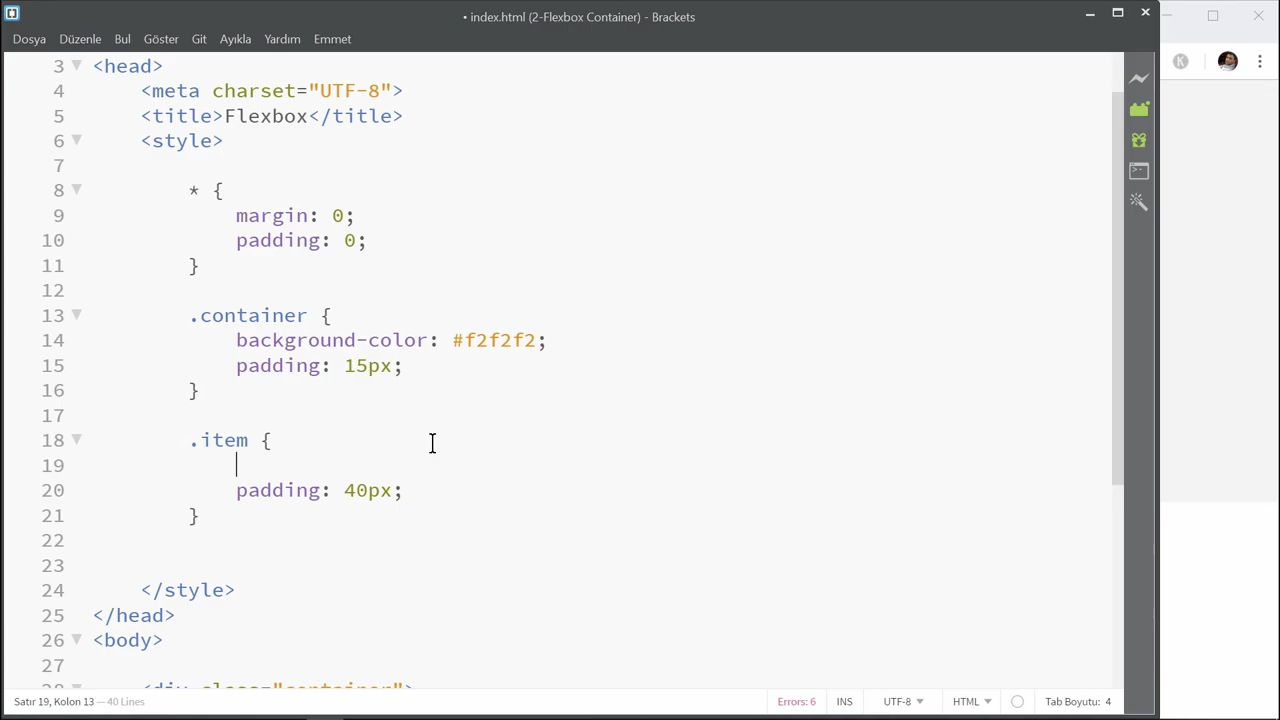 • index.html (2-Flexbox Container) - Brackets
Dosya Düzenle Bul Göster Git Ayıkla Yardım Emmet
3 <head>
4 <meta charset="UTF-8">
5 <title>Flexbox</title>
6 <style>
7
8 * {
9 margin: 0;
10 padding: 0;
11 }
12
13 .container {
14 background-color: #f2f2f2;
15 padding: 15px;
16 }
17
18 .item {
19
20 padding: 40px;
21 }
22
23
24 </style>
25 </head>
26 <body>
27
28 <div class="container">
Satır 19, Kolon 13 — 40 Lines Errors: 6 INS UTF-8 HTML Tab Boyutu: 4
K